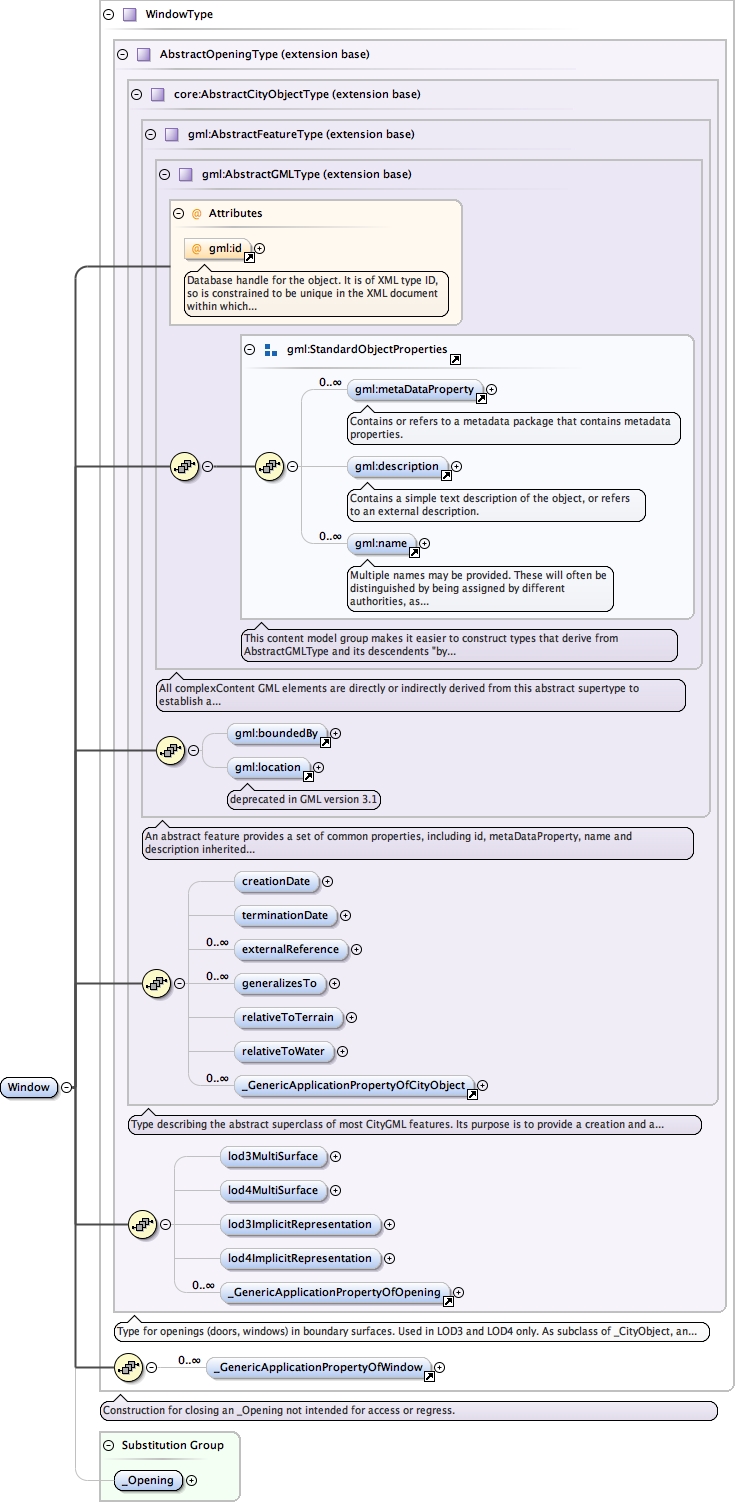 WindowType
AbstractOpeningType (extension base)
core:AbstractCityObjectType (extension base)
gml:AbstractFeatureType (extension base)
gml:AbstractGMLType (extension base)
@ Attributes
@ gml:id
Database handle for the object. It is of XML type ID,
so is constrained to be unique in the XML document
within which...
gml:StandardObjectProperties
0..∞
gml:metaDataProperty
Contains or refers to a metadata package that contains metadata
properties.
gml:description
Contains a simple text description of the object, or refers
to an external description.
0..∞
gml:name
Multiple names may be provided. These will often be
distinguished by being assigned by different
authorities, as...
This content model group makes it easier to construct types that derive from
AbstractGMLType and its descendents "by...
All complexContent GML elements are directly or indirectly derived from this abstract supertype to
establish a...
gml:boundedBy
gml:location
deprecated in GML version 3.1
An abstract feature provides a set of common properties, including id, metaDataProperty, name and
description inherited...
creationDate
terminationDate
0..∞
externalReference
0..∞
generalizesTo
relativeToTerrain
relativeToWater
0..∞
_GenericApplicationPropertyOfCityObject
Window
Type describing the abstract superclass of most CityGML features. Its purpose is to provide a creation and a...
lod3MultiSurface
lod4MultiSurface
lod3ImplicitRepresentation
lod4ImplicitRepresentation
0..∞
_GenericApplicationPropertyOfOpening
Type for openings (doors, windows) in boundary surfaces. Used in LOD3 and LOD4 only. As subclass of _CityObject, an...
0..∞
_GenericApplicationPropertyOfWindow
Construction for closing an _Opening not intended for access or regress.
Substitution Group
_Opening